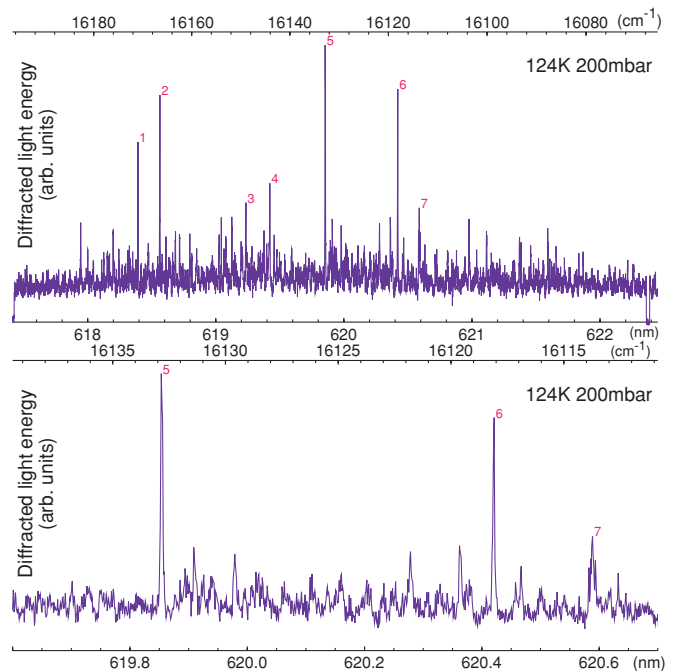 16180 16160 16140 16120 16100 16080 (cm-1)
124K 200mbar
Diffracted light energy
(arb. units)
1
2
3
4
5
6
7
618 619 620 621 622 (nm)
16135 16130 16125 16120 16115 (cm-1)
124K 200mbar
Diffracted light energy
(arb. units)
5
6
7
619.8 620.0 620.2 620.4 620.6 (nm)